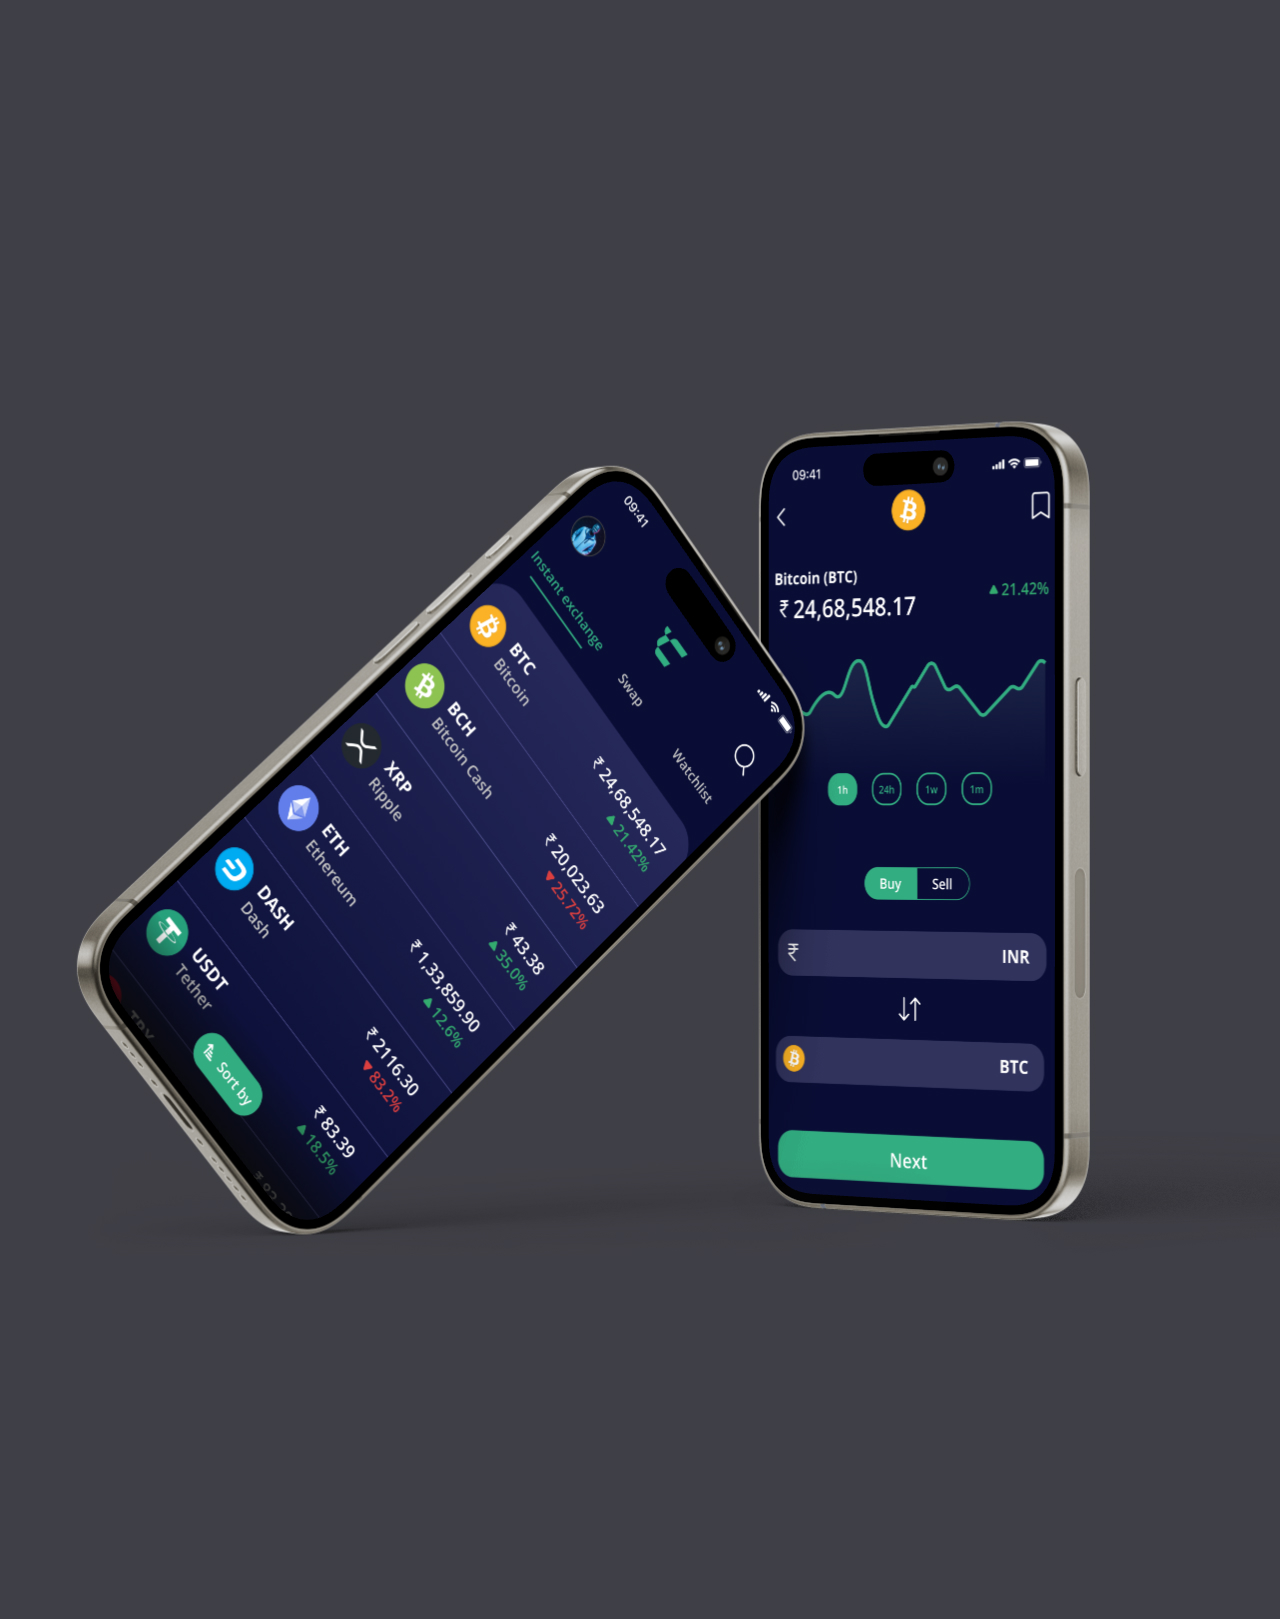 09:41
Instant exchange
Swap
Watchlist
BTC
Bitcoin
₹ 24,68,548.17
▲21.42%
BCH
Bitcoin Cash
₹ 20,023.63
▼25.72%
XRP
Ripple
₹ 43.38
▲35.0%
ETH
Ethereum
₹ 1,33,859.90
▲12.6%
DASH
Dash
₹ 2116.30
▼83.2%
USDT
Tether
₹ 83.39
▲18.5%
Sort by
09:41
Bitcoin (BTC)
▲21.42%
₹ 24,68,548.17
1h 24h 1w 1m
Buy Sell
₹ INR
BTC
Next